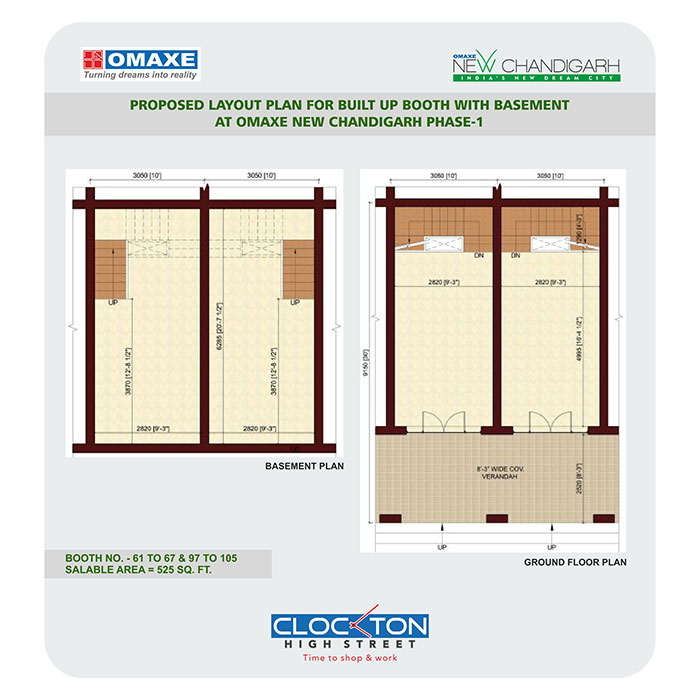 OMAXE
Turning dreams into reality
OMAXE
NEW CHANDIGARH
INDIA'S NEW DREAM CITY
PROPOSED LAYOUT PLAN FOR BUILT UP BOOTH WITH BASEMENT
AT OMAXE NEW CHANDIGARH PHASE-1
3050 [10']
3050 [10']
UP
UP
6285 [20'-7 1/2"]
3870 [12'-8 1/2"]
3870 [12'-8 1/2"]
2820 [9'-3"]
2820 [9'-3"]
UP
BASEMENT PLAN
3050 [10']
3050 [10']
1290 [4'-3"]
DN
DN
2820 [9'-3"]
2820 [9'-3"]
9150 [30']
4995 [16'-4 1/2"]
8'-3" WIDE COV.
VERANDAH
2520 [8'-3"]
UP
UP
GROUND FLOOR PLAN
BOOTH NO. - 61 TO 67 & 97 TO 105
SALABLE AREA = 525 SQ. FT.
CLOCKTON
HIGH STREET
Time to shop & work